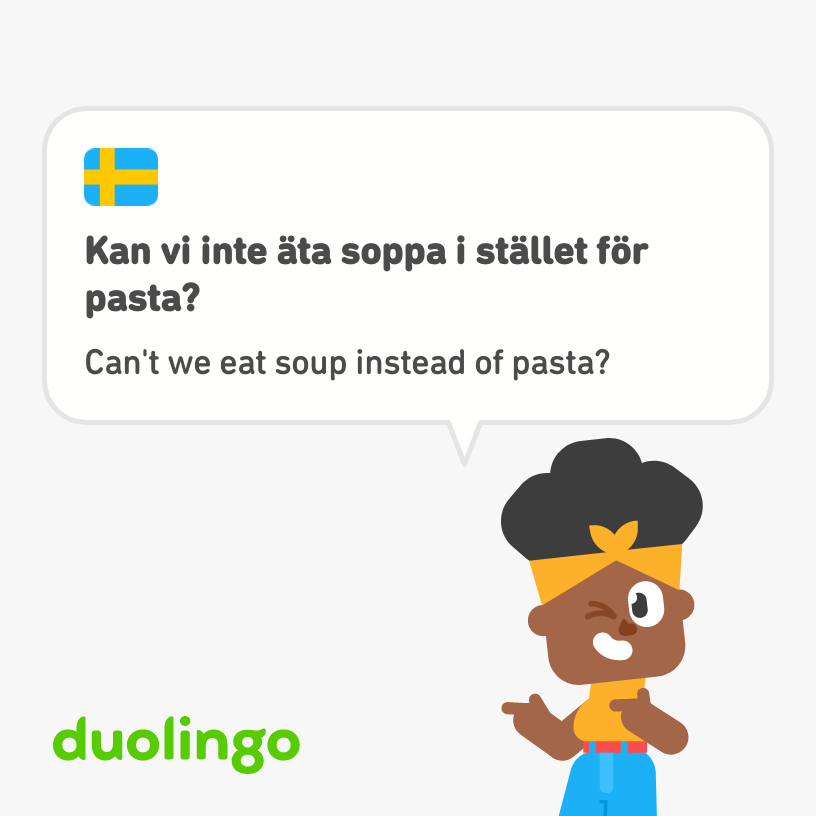 Kan vi inte äta soppa i stället för
pasta?
Can't we eat soup instead of pasta?
duolingo